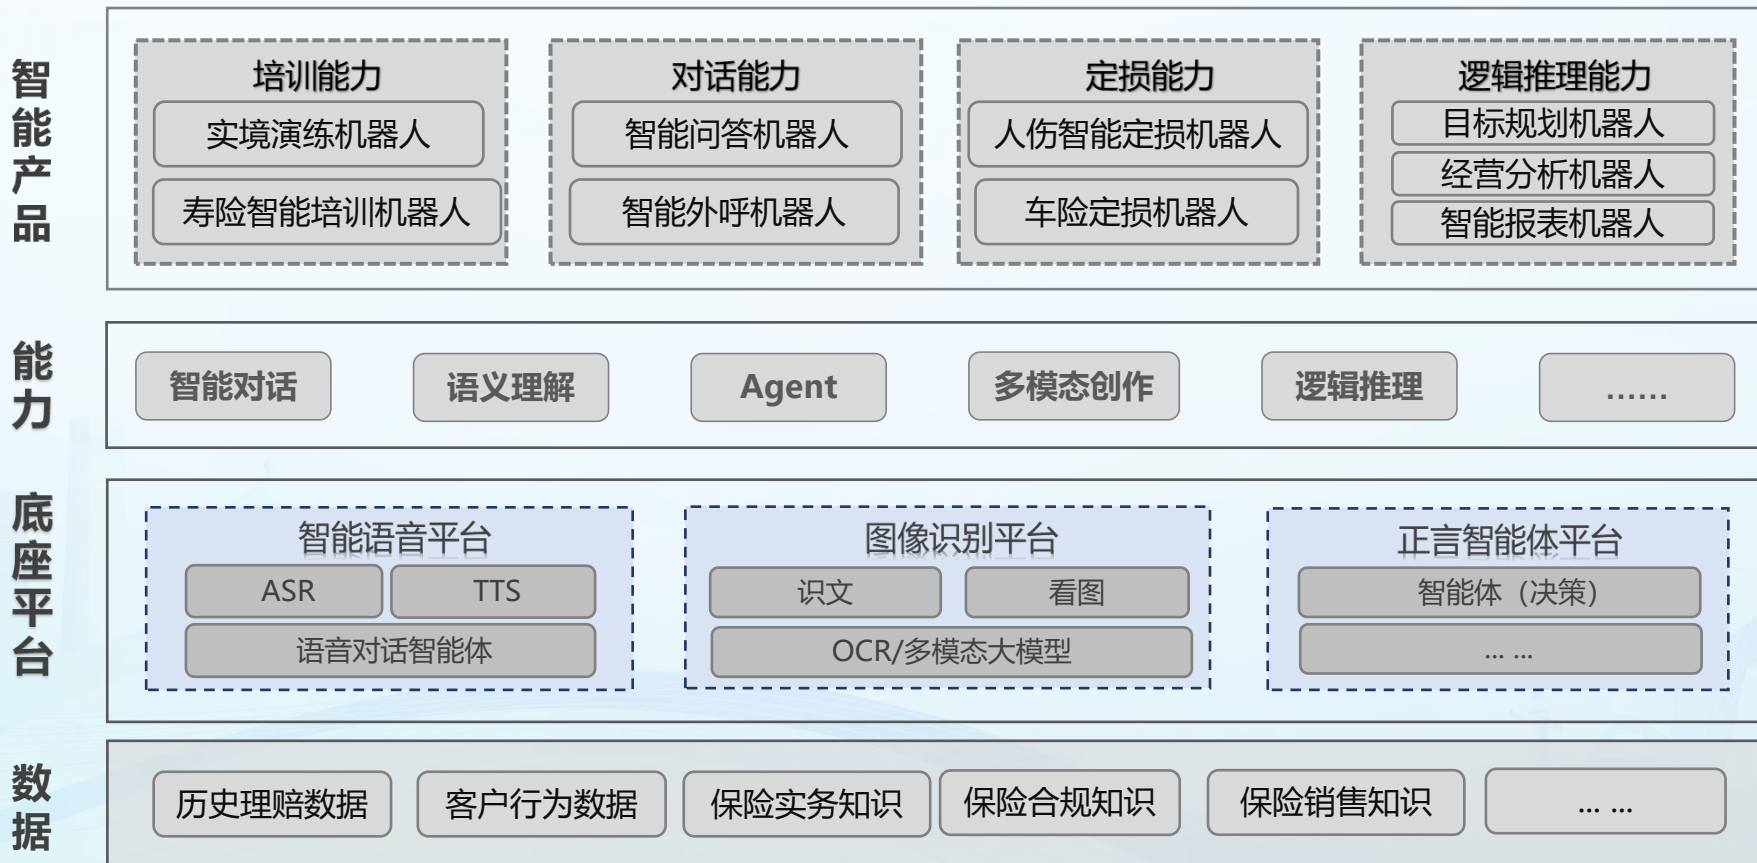 智能产品
培训能力
实境演练机器人
寿险智能培训机器人
对话能力
智能问答机器人
智能外呼机器人
定损能力
人伤智能定损机器人
车险定损机器人
逻辑推理能力
目标规划机器人
经营分析机器人
智能报表机器人
能力
智能对话
语义理解
Agent
多模态创作
逻辑推理
……
底座平台
智能语音平台
ASR
TTS
语音对话智能体
图像识别平台
识文
看图
OCR/多模态大模型
正言智能体平台
智能体（决策）
... ...
数据
历史理赔数据
客户行为数据
保险实务知识
保险合规知识
保险销售知识
... ...